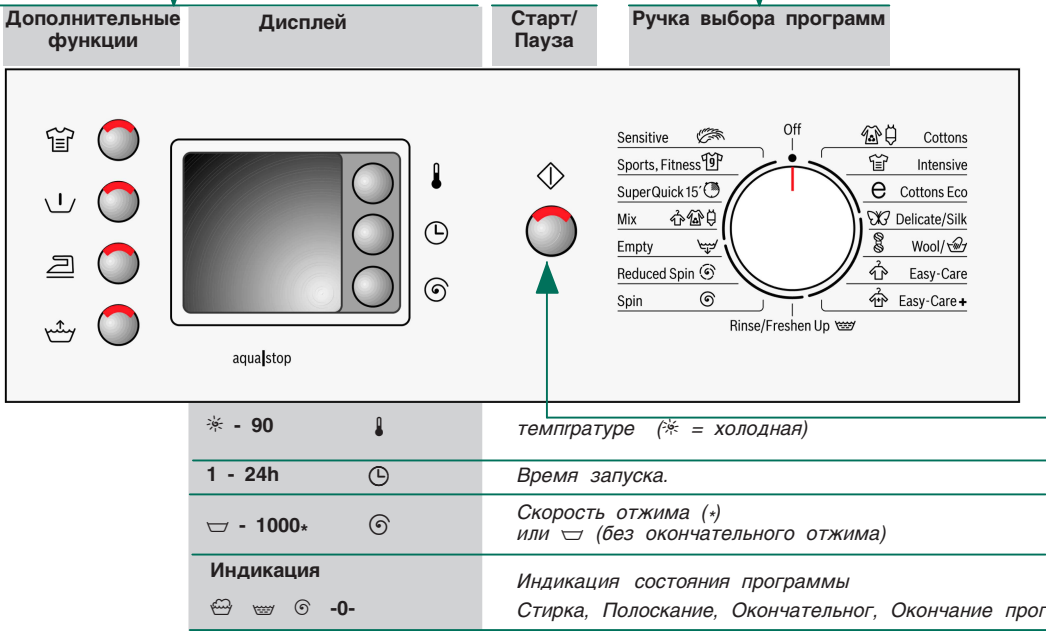 Дополнительные функции
Дисплей
Старт/ Пауза
Ручка выбора программ
Sensitive
Sports, Fitness 9
SuperQuick 15′
Mix
Empty
Reduced Spin
Spin
Off
Cottons
Intensive
e Cottons Eco
Delicate/Silk
Wool/
Easy-Care
Easy-Care+
Rinse/Freshen Up
aqua stop
- 90
темпгратуре ( = холодная)
1 - 24h
Время запуска.
- 1000*
Скорость отжима (*)
или (без окончательного отжима)
Индикация
Индикация состояния программы
-0-
Стирка, Полоскание, Окончательног, Окончание прог